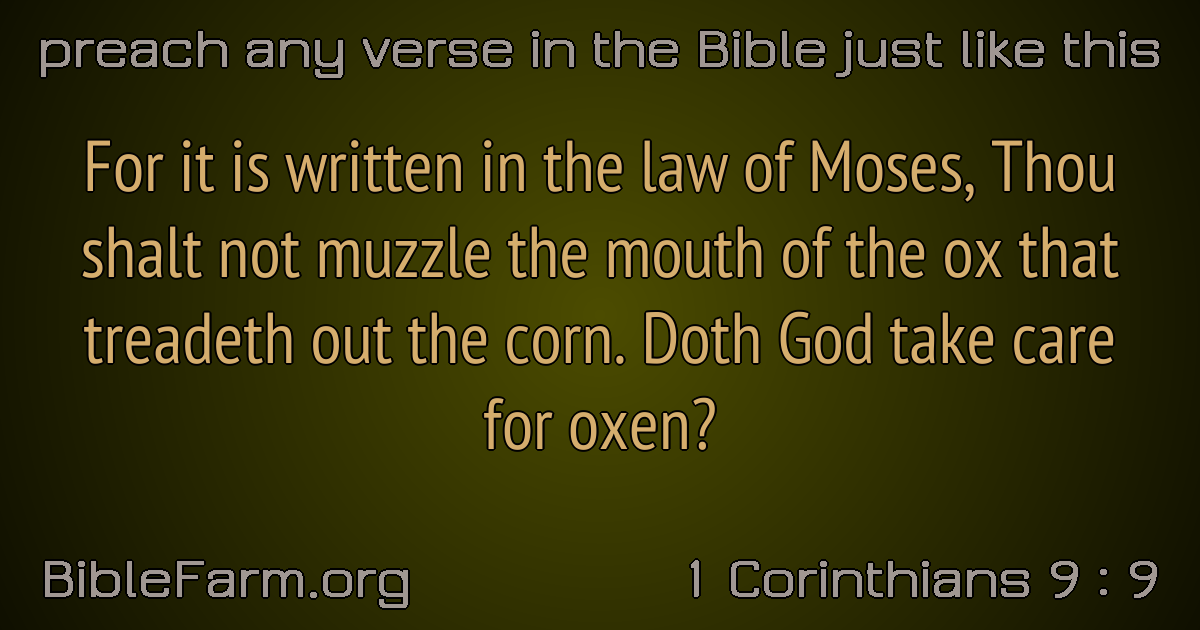 preach any verse in the Bible just like this
For it is written in the law of Moses, Thou
shalt not muzzle the mouth of the ox that
treadeth out the corn. Doth God take care
for oxen?
BibleFarm.org
1 Corinthians 9 : 9